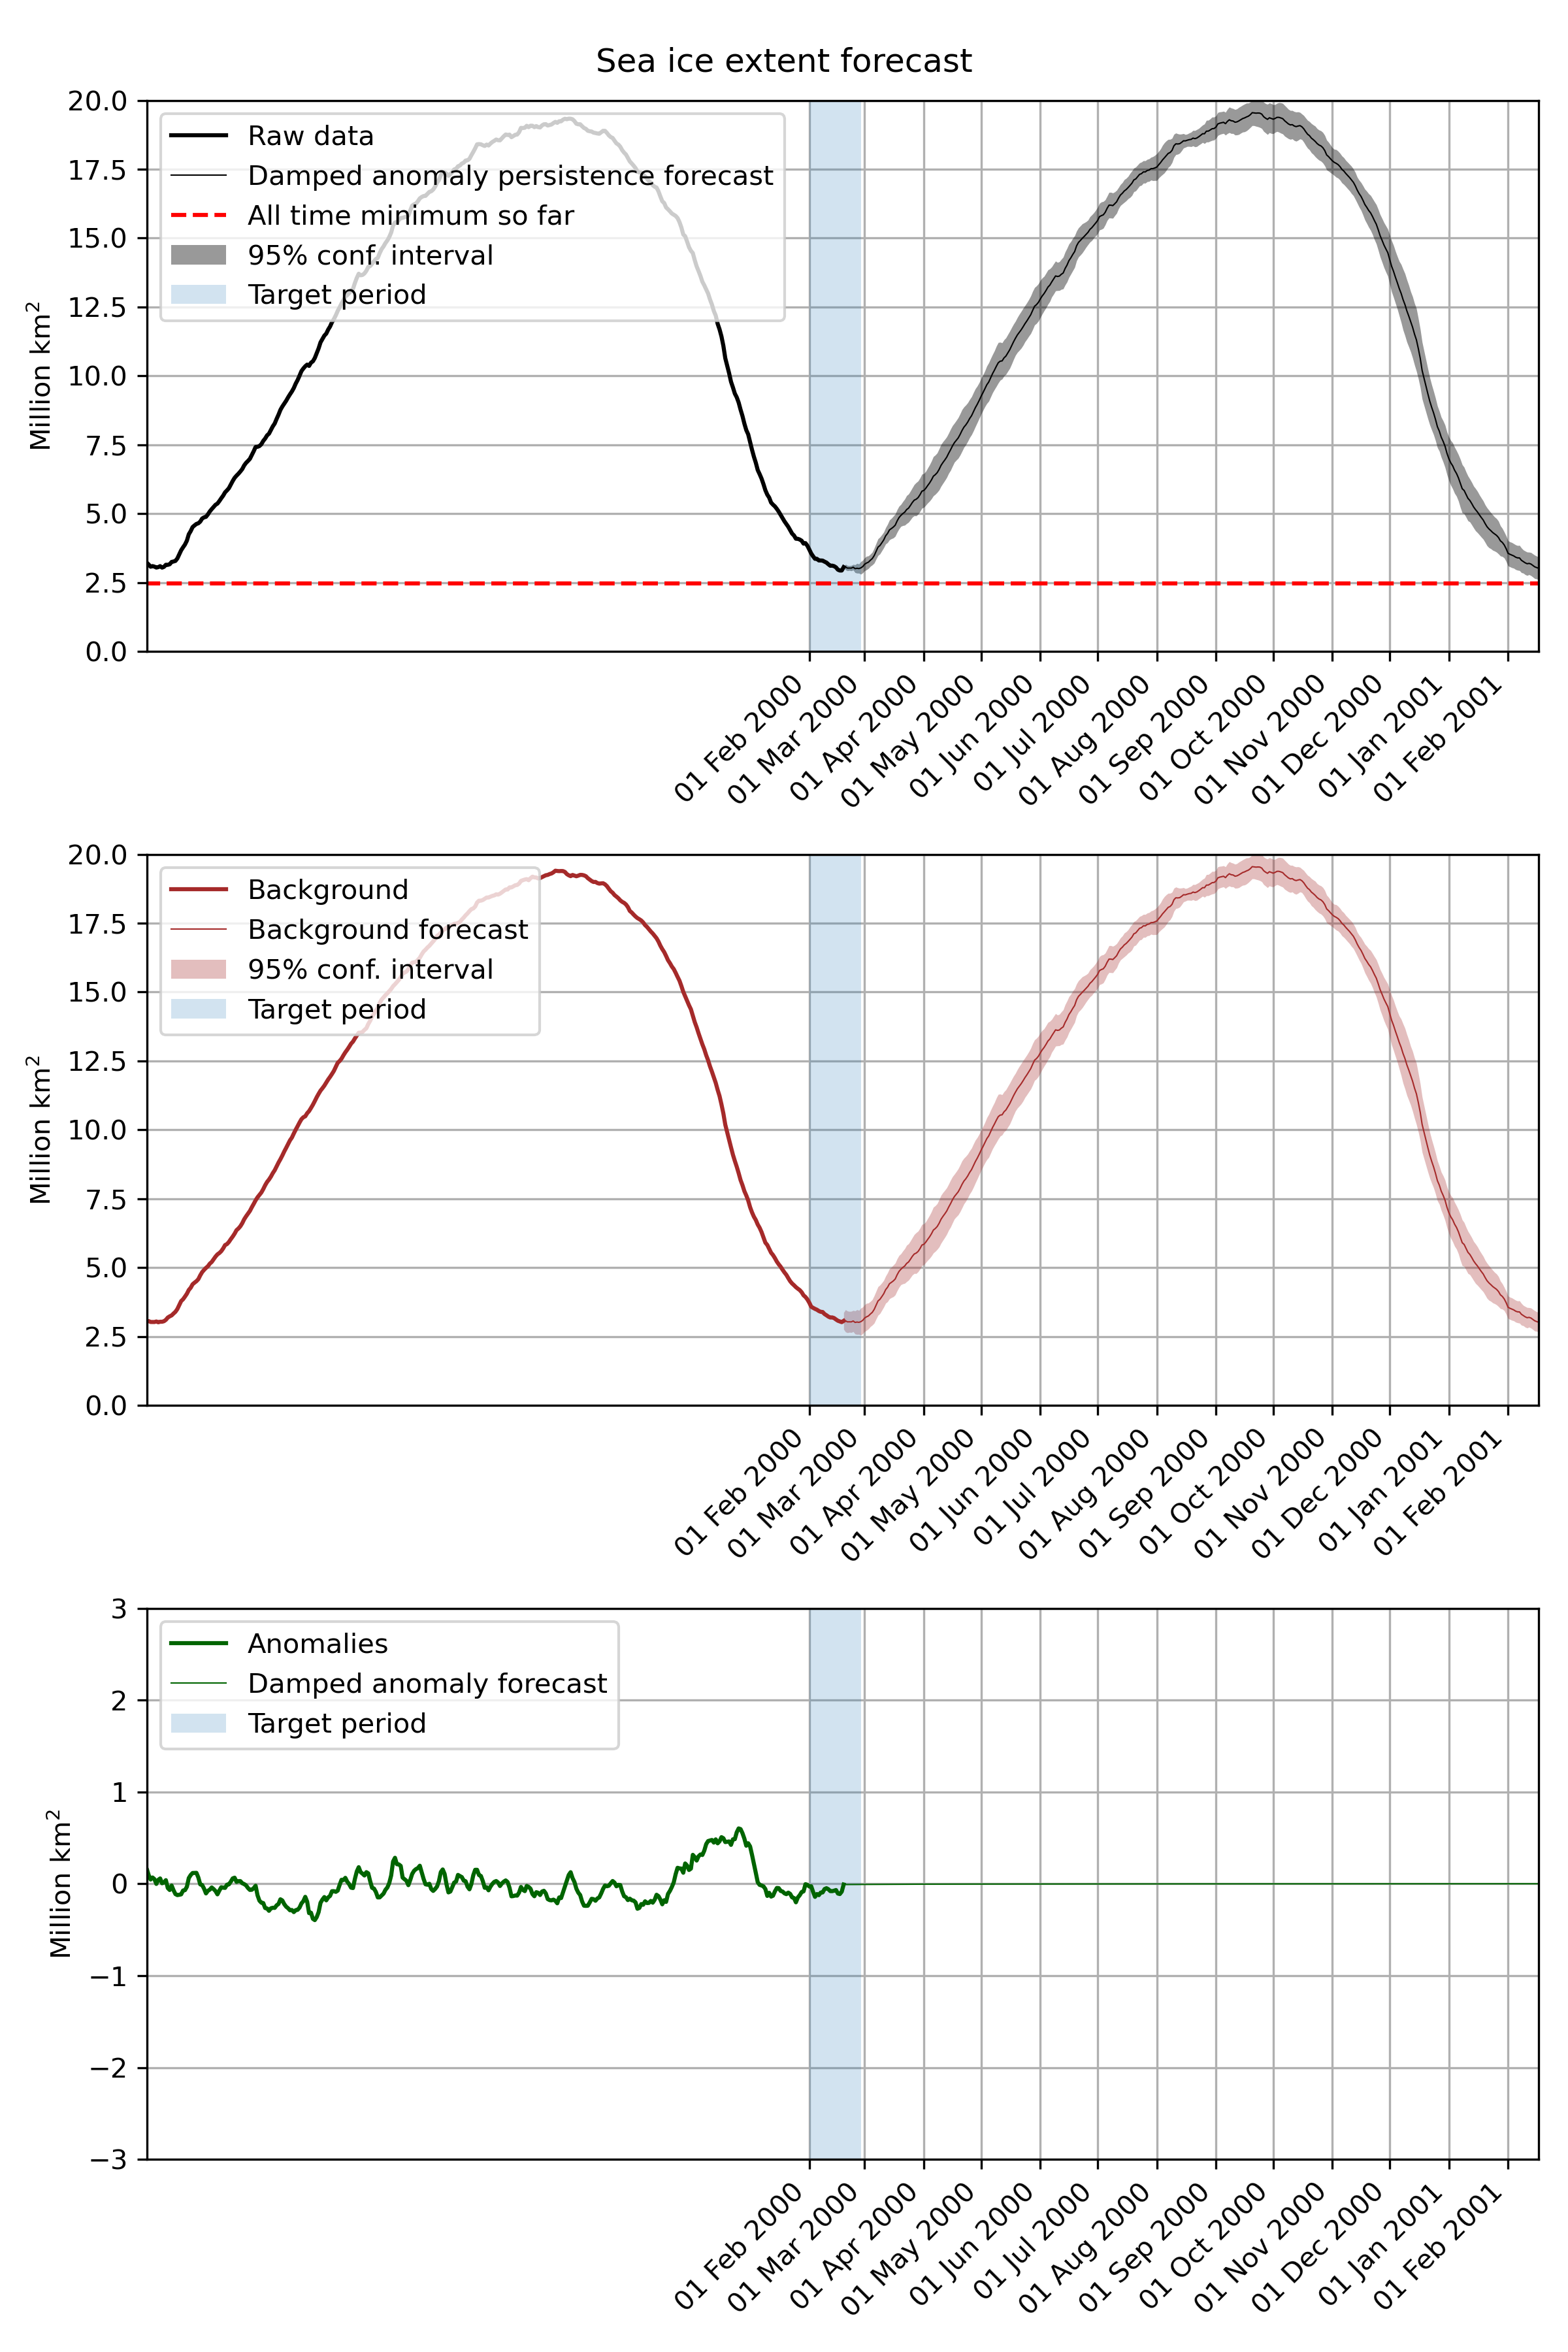 Sea ice extent forecast
20.0
17.5
15.0
12.5
10.0
7.5
5.0
2.5
0.0
Million km²
Raw data
Damped anomaly persistence forecast
All time minimum so far
95% conf. interval
Target period
01 Feb 2000
01 Mar 2000
01 Apr 2000
01 May 2000
01 Jun 2000
01 Jul 2000
01 Aug 2000
01 Sep 2000
01 Oct 2000
01 Nov 2000
01 Dec 2000
01 Jan 2001
01 Feb 2001
20.0
17.5
15.0
12.5
10.0
7.5
5.0
2.5
0.0
Million km²
Background
Background forecast
95% conf. interval
Target period
01 Feb 2000
01 Mar 2000
01 Apr 2000
01 May 2000
01 Jun 2000
01 Jul 2000
01 Aug 2000
01 Sep 2000
01 Oct 2000
01 Nov 2000
01 Dec 2000
01 Jan 2001
01 Feb 2001
3
2
1
0
−1
−2
−3
Million km²
Anomalies
Damped anomaly forecast
Target period
01 Feb 2000
01 Mar 2000
01 Apr 2000
01 May 2000
01 Jun 2000
01 Jul 2000
01 Aug 2000
01 Sep 2000
01 Oct 2000
01 Nov 2000
01 Dec 2000
01 Jan 2001
01 Feb 2001